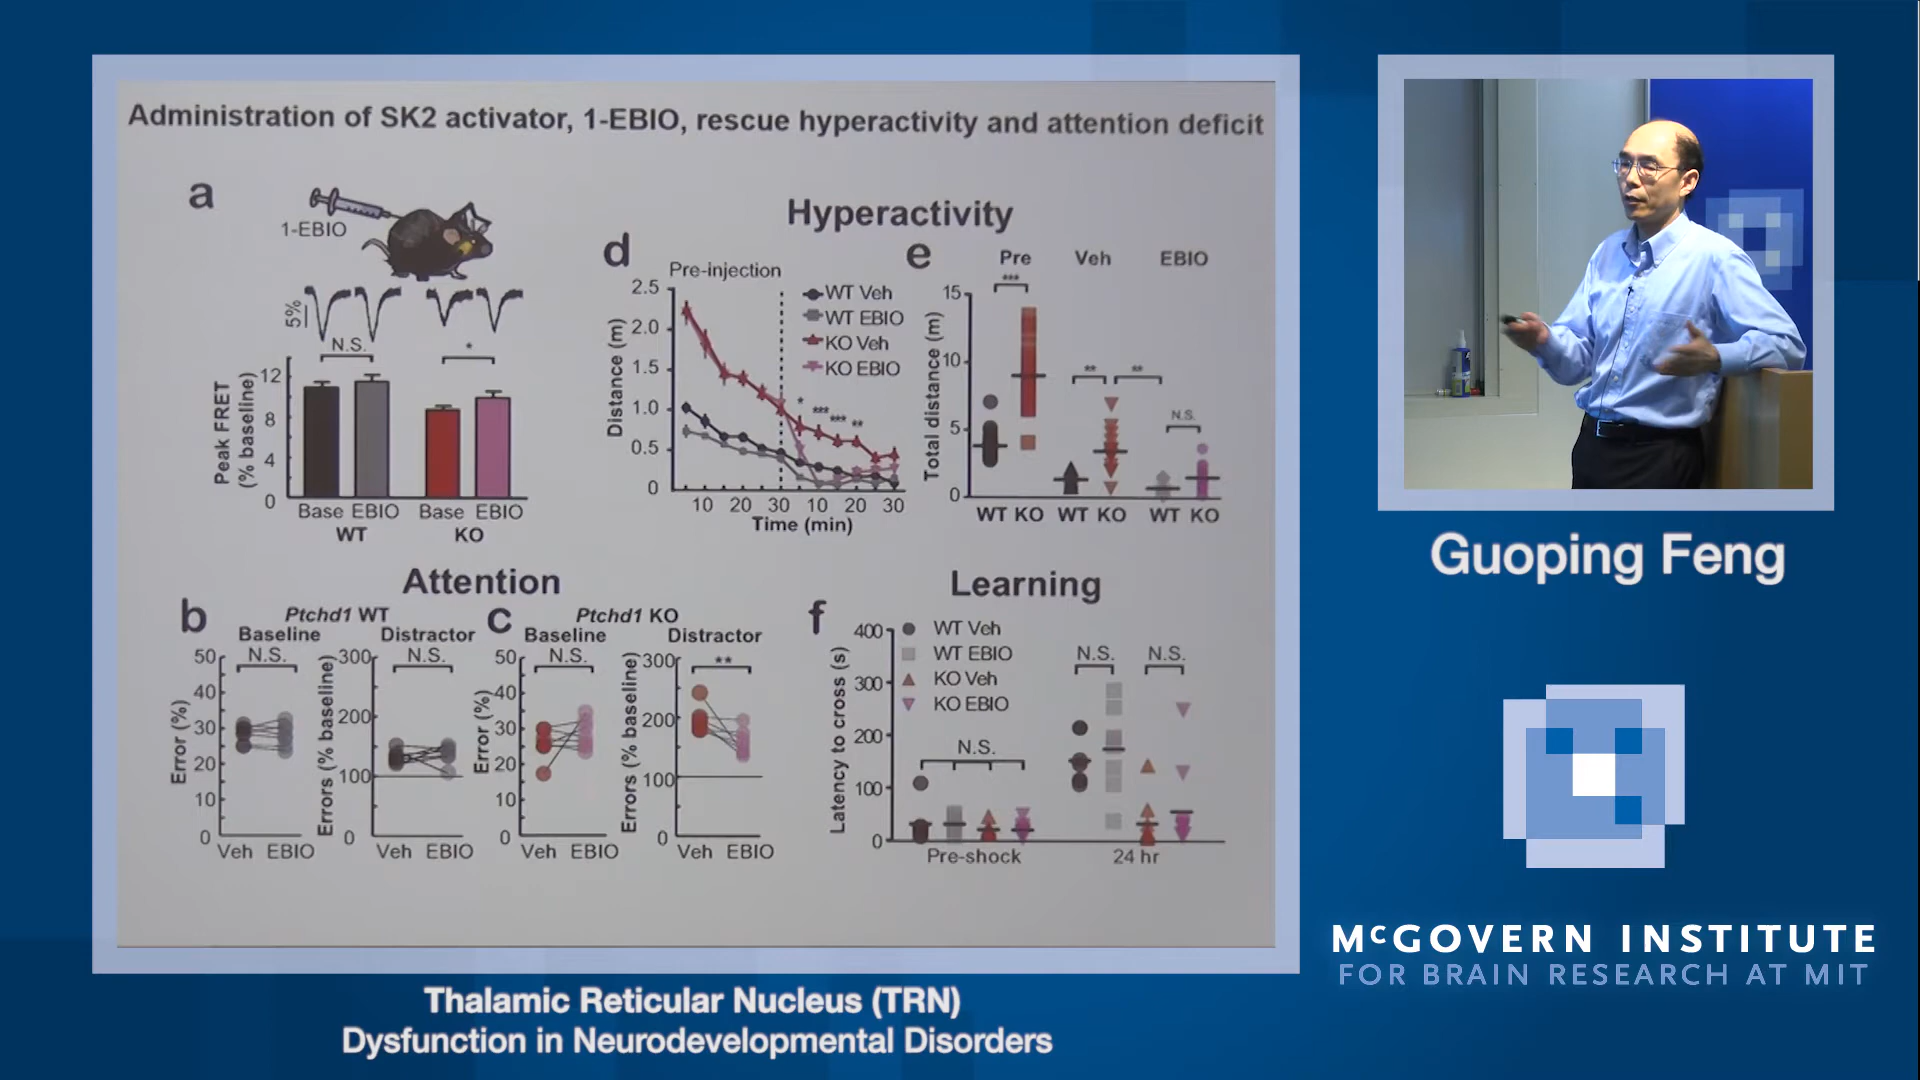 Administration of SK2 activator, 1-EBIO, rescue hyperactivity and attention deficit
a
1-EBIO
5%
N.S.
*
Peak FRET
(% baseline)
12
8
4
0
Base EBIO Base EBIO
WT KO
Hyperactivity
d
Pre-injection
WT Veh
WT EBIO
KO Veh
KO EBIO
Distance (m)
2.5
2.0
1.5
1.0
0.5
0
* *** *** **
10 20 30 10 20 30
Time (min)
e
Pre Veh EBIO
***
** **
N.S.
Total distance (m)
15
10
5
0
WT KO WT KO WT KO
Attention
b
Ptchd1 WT
Baseline Distractor
N.S. N.S.
Error (%)
50
40
30
20
10
0
Veh EBIO
Errors (% baseline)
300
200
100
0
Veh EBIO
c
Ptchd1 KO
Baseline Distractor
N.S. **
Error (%)
50
40
30
20
10
0
Veh EBIO
Errors (% baseline)
300
200
100
0
Veh EBIO
Learning
f
WT Veh
WT EBIO
KO Veh
KO EBIO
Latency to cross (s)
400
300
200
100
0
N.S.
N.S. N.S.
Pre-shock 24 hr
Guoping Feng
McGOVERN INSTITUTE
FOR BRAIN RESEARCH AT MIT
Thalamic Reticular Nucleus (TRN)
Dysfunction in Neurodevelopmental Disorders